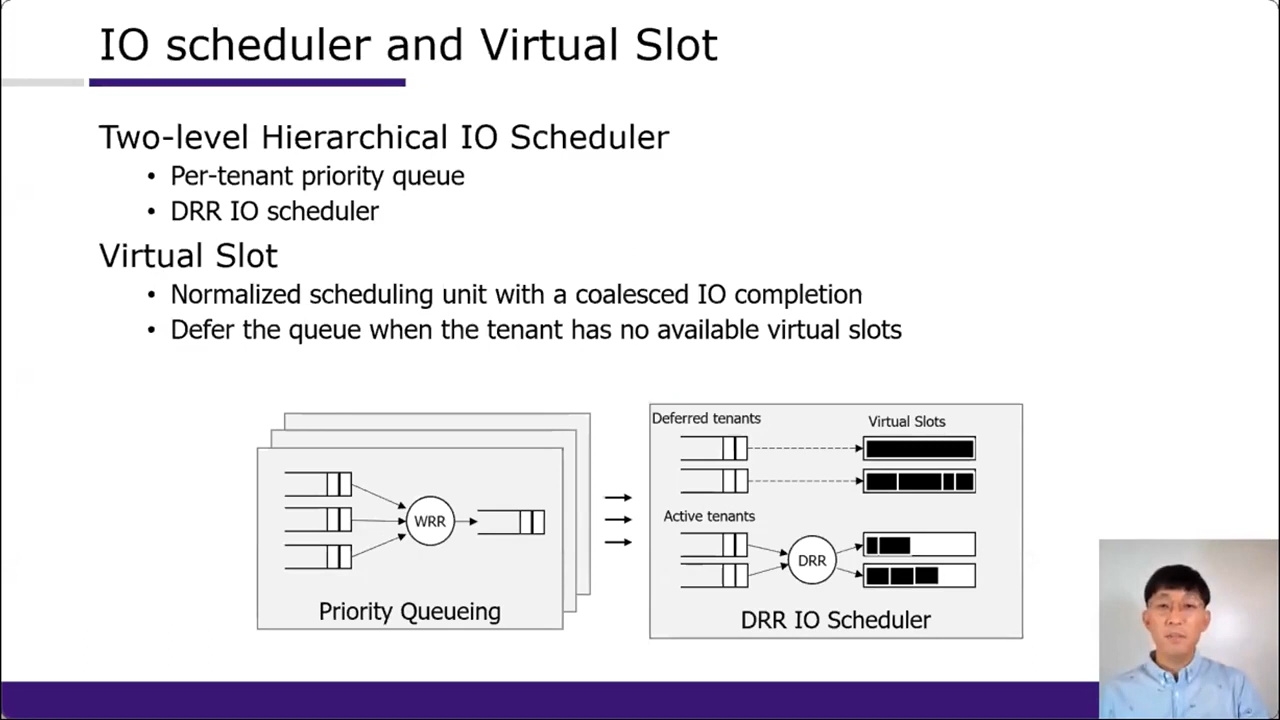 IO scheduler and Virtual Slot
Two-level Hierarchical IO Scheduler
• Per-tenant priority queue
• DRR IO scheduler
Virtual Slot
• Normalized scheduling unit with a coalesced IO completion
• Defer the queue when the tenant has no available virtual slots
WRR
Priority Queueing
Deferred tenants
Virtual Slots
Active tenants
DRR
DRR IO Scheduler